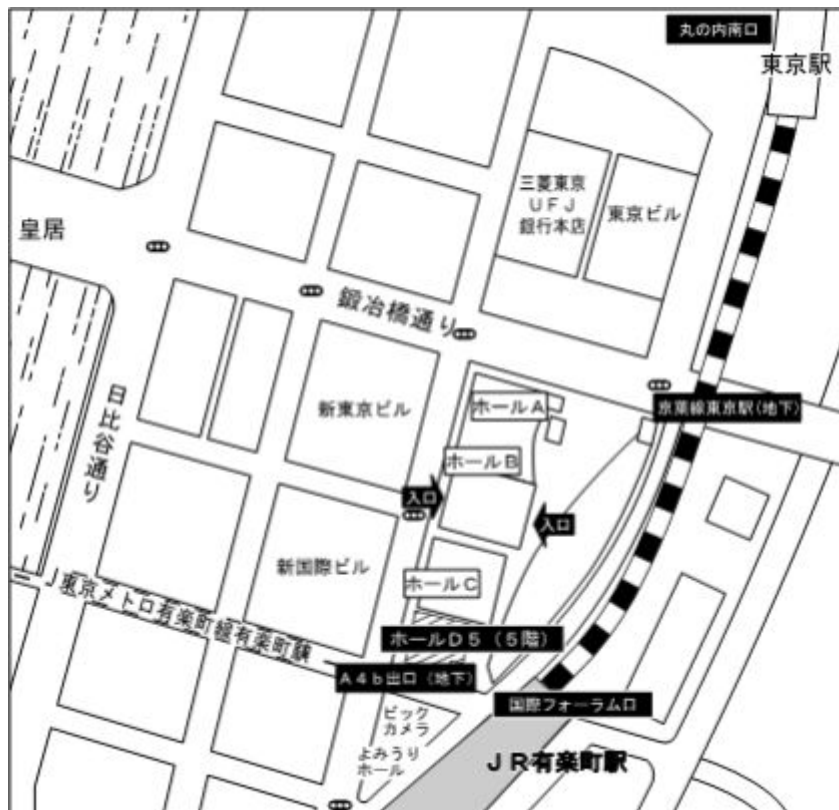 丸の内南口
東京駅
三菱東京
UFJ
銀行本店
東京ビル
皇居
鍛冶橋通り
日比谷通り
新東京ビル
ホールA
京葉線東京駅(地下)
ホールB
入口
入口
新国際ビル
ホールC
東京メトロ有楽町線有楽町駅
ホールD5(5階)
A4b出口(地下)
国際フォーラム口
ビック
カメラ
よみうり
ホール
JR有楽町駅